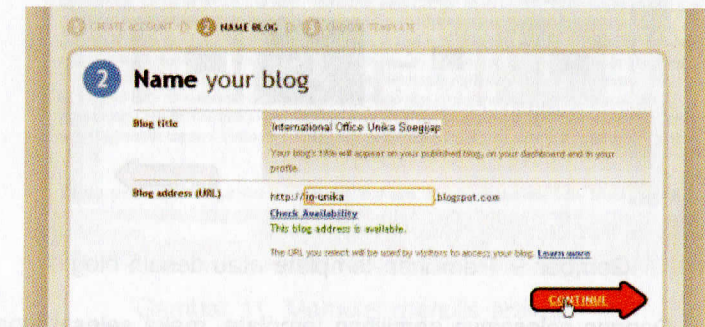 1 CREATE ACCOUNT 2 NAME BLOG 3 CHOOSE TEMPLATE
2 Name your blog
Blog title
International Office Unika Soegijap
Your blog's title will appear on your published blog, on your dashboard and in your
profile.
Blog address (URL)
http://io-unika.blogspot.com
Check Availability
This blog address is available.
The URL you select will be used by visitors to access your blog. Learn more
CONTINUE